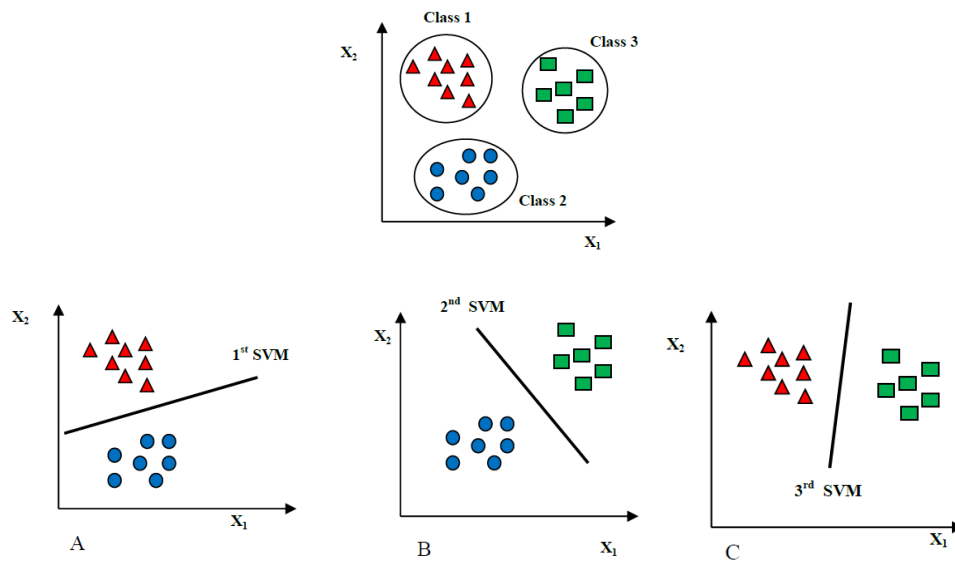 Class 1
X₂
Class 3
Class 2
X₁
X₂
1ˢᵗ SVM
X₁
A
2ⁿᵈ SVM
X₂
B
X₁
X₂
3ʳᵈ SVM
X₁
C